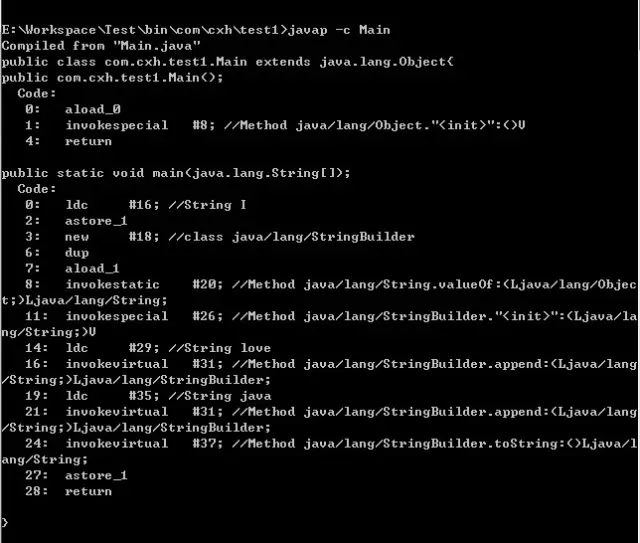 E:\Workspace\Test\bin\com\cxh\test1>javap -c Main
Compiled from "Main.java"
public class com.cxh.test1.Main extends java.lang.Object{
public com.cxh.test1.Main();
  Code:
   0:   aload_0
   1:   invokespecial   #8; //Method java/lang/Object."<init>":()V
   4:   return

public static void main(java.lang.String[]);
  Code:
   0:   ldc     #16; //String I
   2:   astore_1
   3:   new     #18; //class java/lang/StringBuilder
   6:   dup
   7:   aload_1
   8:   invokestatic    #20; //Method java/lang/String.valueOf:(Ljava/lang/Objec
t;)Ljava/lang/String;
   11:  invokespecial   #26; //Method java/lang/StringBuilder."<init>":(Ljava/la
ng/String;)V
   14:  ldc     #29; //String love
   16:  invokevirtual   #31; //Method java/lang/StringBuilder.append:(Ljava/lang
/String;)Ljava/lang/StringBuilder;
   19:  ldc     #35; //String java
   21:  invokevirtual   #31; //Method java/lang/StringBuilder.append:(Ljava/lang
/String;)Ljava/lang/StringBuilder;
   24:  invokevirtual   #37; //Method java/lang/StringBuilder.toString:()Ljava/l
ang/String;
   27:  astore_1
   28:  return

}